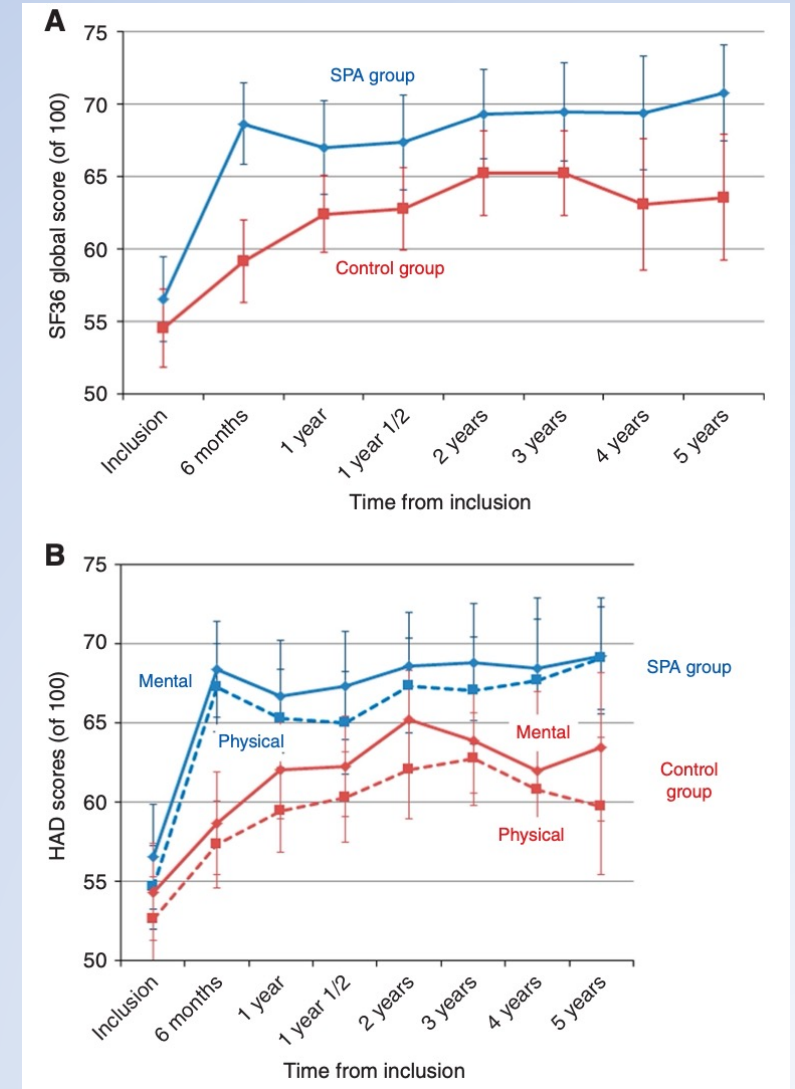 A
75
70
65
60
55
50
SF36 global score (of 100)
SPA group
Control group
Inclusion
6 months
1 year
1 year 1/2
2 years
3 years
4 years
5 years
Time from inclusion
B
75
70
65
60
55
50
HAD scores (of 100)
Mental
Physical
SPA group
Mental
Control
group
Physical
Inclusion
6 months
1 year
1 year 1/2
2 years
3 years
4 years
5 years
Time from inclusion